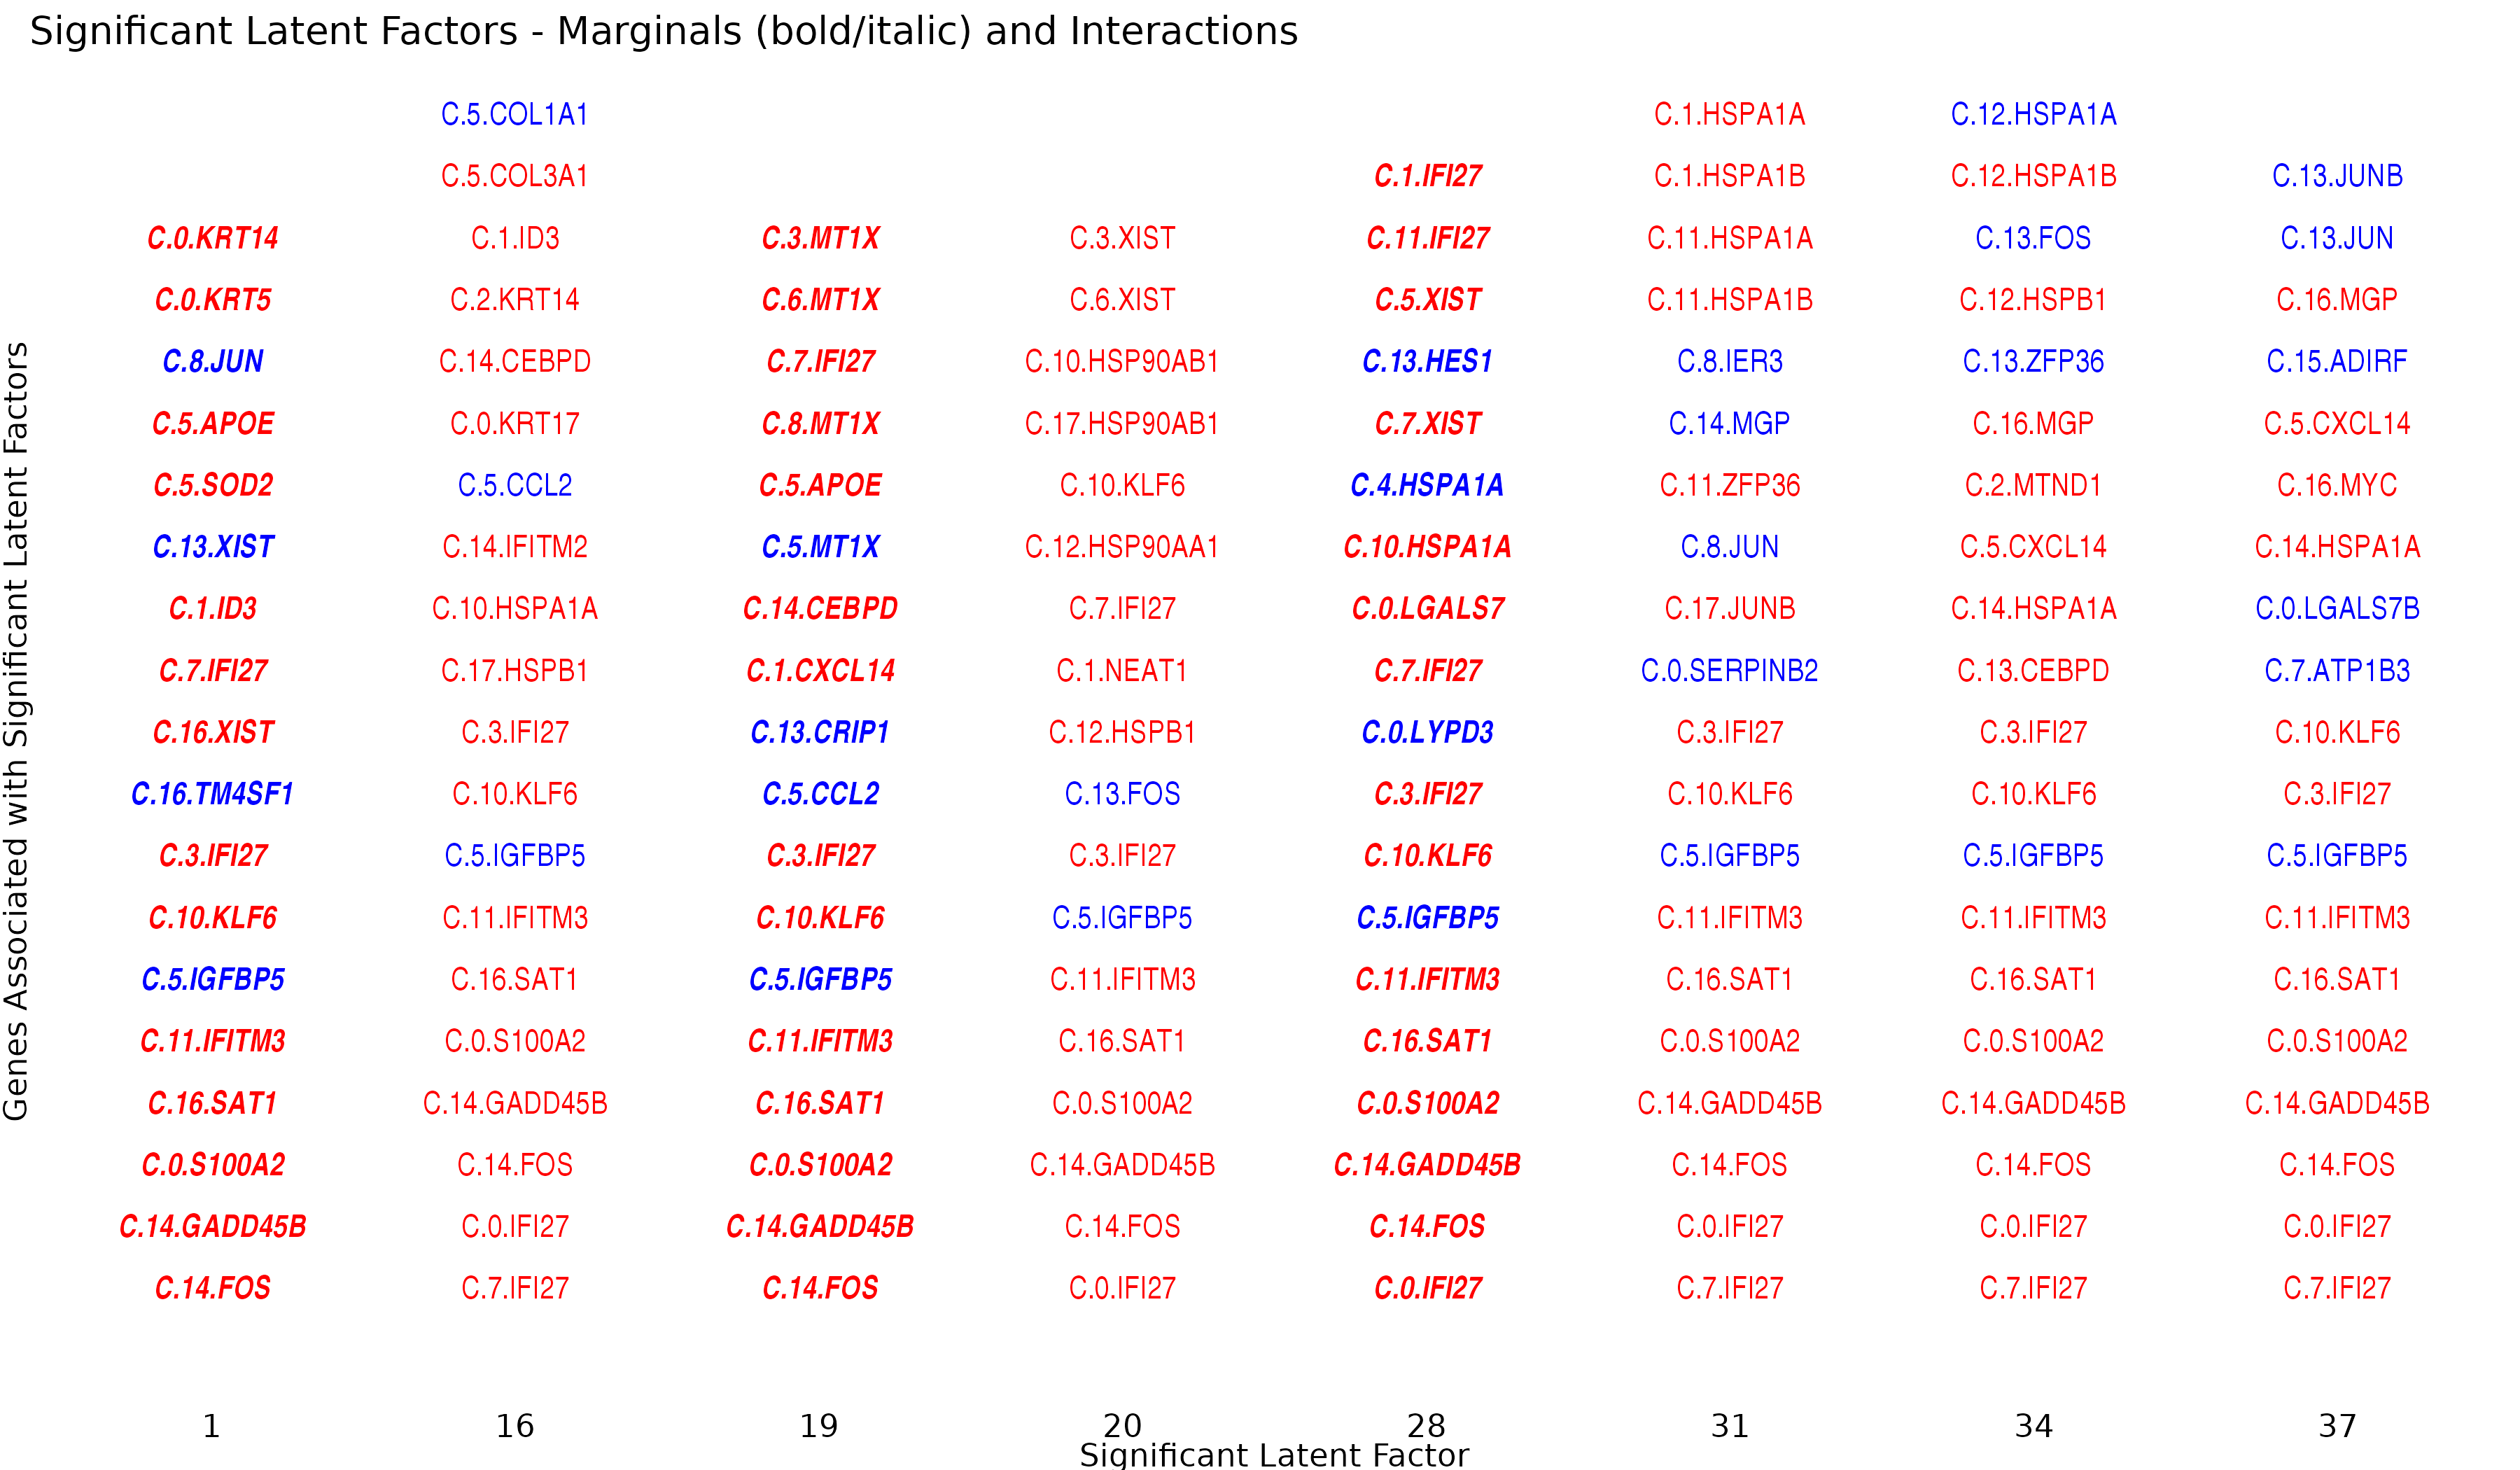 Significant Latent Factors - Marginals (bold/italic) and Interactions
Genes Associated with Significant Latent Factors
C.5.COL1A1 C.1.HSPA1A C.12.HSPA1A
C.5.COL3A1 C.1.IFI27 C.1.HSPA1B C.12.HSPA1B C.13.JUNB
C.0.KRT14 C.1.ID3 C.3.MT1X C.3.XIST C.11.IFI27 C.11.HSPA1A C.13.FOS C.13.JUN
C.0.KRT5 C.2.KRT14 C.6.MT1X C.6.XIST C.5.XIST C.11.HSPA1B C.12.HSPB1 C.16.MGP
C.8.JUN C.14.CEBPD C.7.IFI27 C.10.HSP90AB1 C.13.HES1 C.8.IER3 C.13.ZFP36 C.15.ADIRF
C.5.APOE C.0.KRT17 C.8.MT1X C.17.HSP90AB1 C.7.XIST C.14.MGP C.16.MGP C.5.CXCL14
C.5.SOD2 C.5.CCL2 C.5.APOE C.10.KLF6 C.4.HSPA1A C.11.ZFP36 C.2.MTND1 C.16.MYC
C.13.XIST C.14.IFITM2 C.5.MT1X C.12.HSP90AA1 C.10.HSPA1A C.8.JUN C.5.CXCL14 C.14.HSPA1A
C.1.ID3 C.10.HSPA1A C.14.CEBPD C.7.IFI27 C.0.LGALS7 C.17.JUNB C.14.HSPA1A C.0.LGALS7B
C.7.IFI27 C.17.HSPB1 C.1.CXCL14 C.1.NEAT1 C.7.IFI27 C.0.SERPINB2 C.13.CEBPD C.7.ATP1B3
C.16.XIST C.3.IFI27 C.13.CRIP1 C.12.HSPB1 C.0.LYPD3 C.3.IFI27 C.3.IFI27 C.10.KLF6
C.16.TM4SF1 C.10.KLF6 C.5.CCL2 C.13.FOS C.3.IFI27 C.10.KLF6 C.10.KLF6 C.3.IFI27
C.3.IFI27 C.5.IGFBP5 C.3.IFI27 C.3.IFI27 C.10.KLF6 C.5.IGFBP5 C.5.IGFBP5 C.5.IGFBP5
C.10.KLF6 C.11.IFITM3 C.10.KLF6 C.5.IGFBP5 C.5.IGFBP5 C.11.IFITM3 C.11.IFITM3 C.11.IFITM3
C.5.IGFBP5 C.16.SAT1 C.5.IGFBP5 C.11.IFITM3 C.11.IFITM3 C.16.SAT1 C.16.SAT1 C.16.SAT1
C.11.IFITM3 C.0.S100A2 C.11.IFITM3 C.16.SAT1 C.16.SAT1 C.0.S100A2 C.0.S100A2 C.0.S100A2
C.16.SAT1 C.14.GADD45B C.16.SAT1 C.0.S100A2 C.0.S100A2 C.14.GADD45B C.14.GADD45B C.14.GADD45B
C.0.S100A2 C.14.FOS C.0.S100A2 C.14.GADD45B C.14.GADD45B C.14.FOS C.14.FOS C.14.FOS
C.14.GADD45B C.0.IFI27 C.14.GADD45B C.14.FOS C.14.FOS C.0.IFI27 C.0.IFI27 C.0.IFI27
C.14.FOS C.7.IFI27 C.14.FOS C.0.IFI27 C.0.IFI27 C.7.IFI27 C.7.IFI27 C.7.IFI27
1 16 19 20 28 31 34 37
Significant Latent Factor